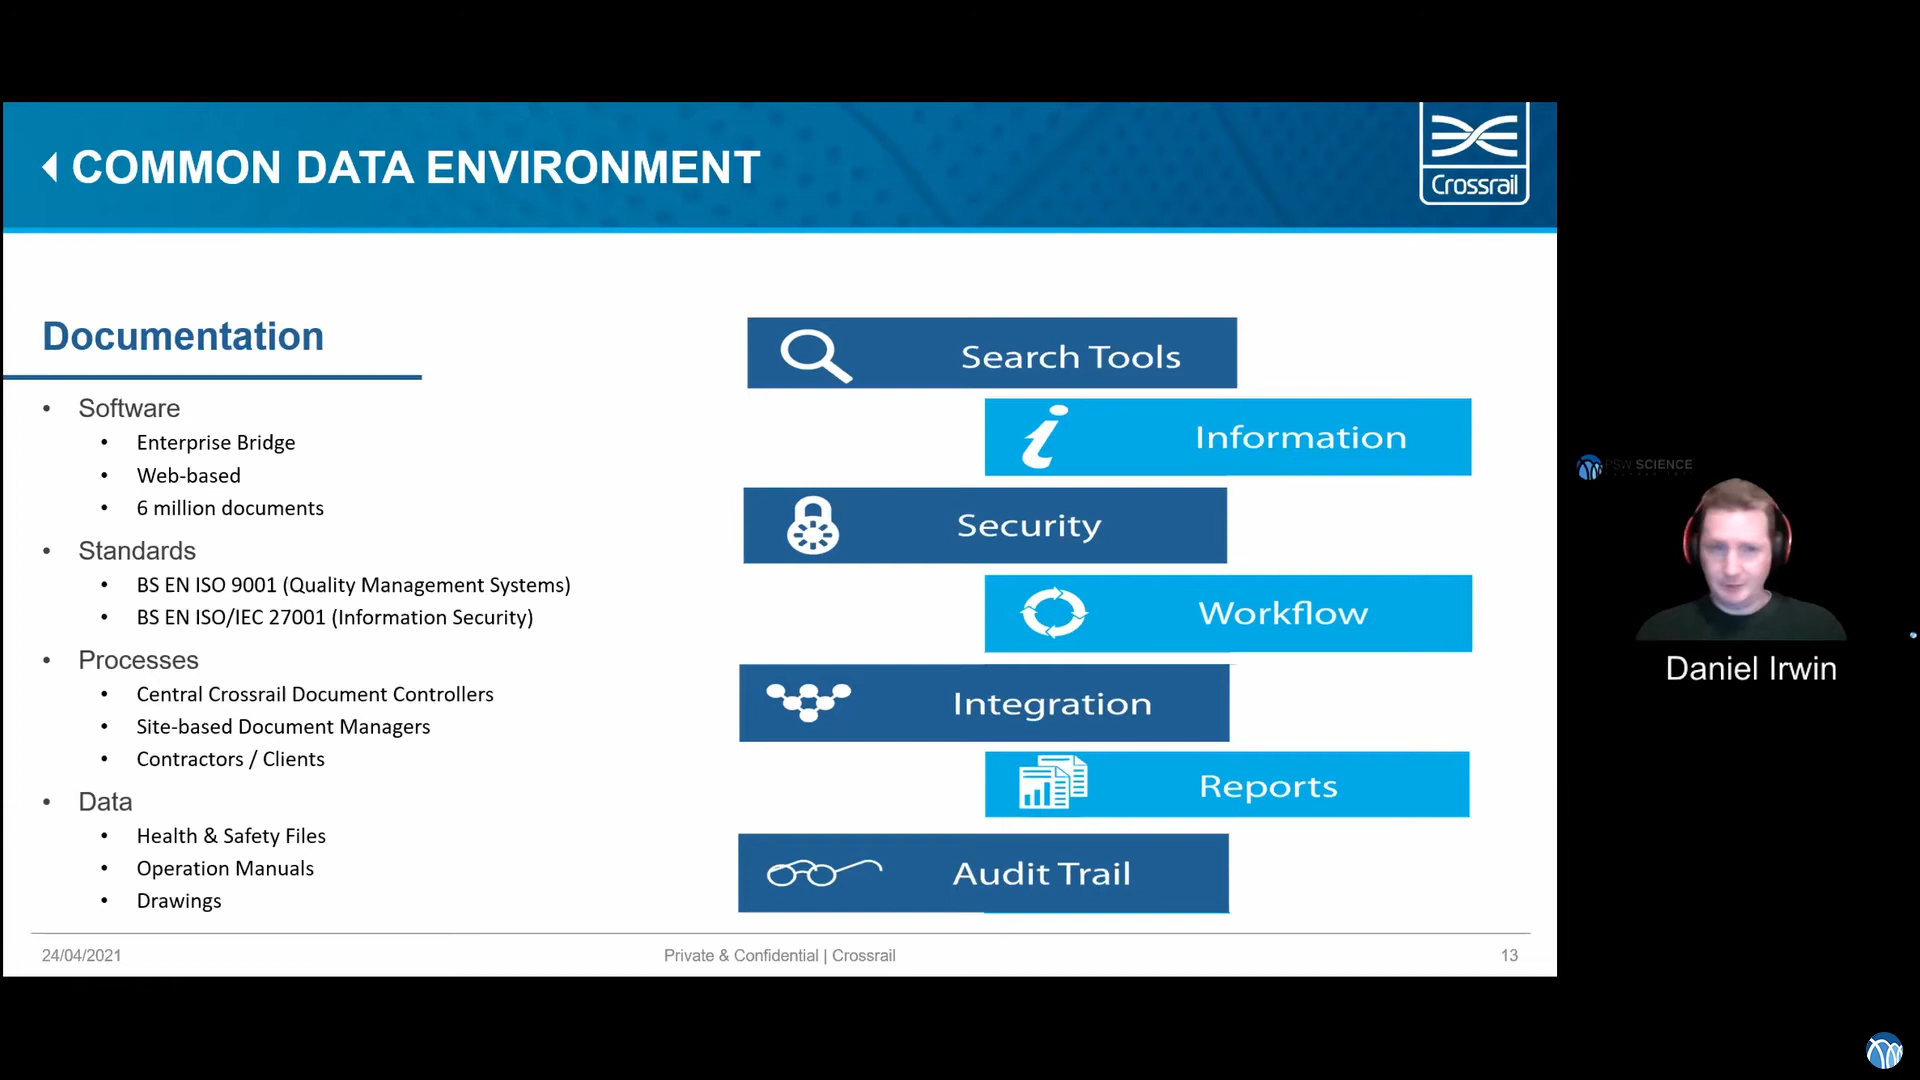 COMMON DATA ENVIRONMENT
Crossrail
Documentation
• Software
• Enterprise Bridge
• Web-based
• 6 million documents
• Standards
• BS EN ISO 9001 (Quality Management Systems)
• BS EN ISO/IEC 27001 (Information Security)
• Processes
• Central Crossrail Document Controllers
• Site-based Document Managers
• Contractors / Clients
• Data
• Health & Safety Files
• Operation Manuals
• Drawings
Search Tools
Information
Security
Workflow
Integration
Reports
Audit Trail
24/04/2021
Private & Confidential | Crossrail
13
PSW SCIENCE
Daniel Irwin